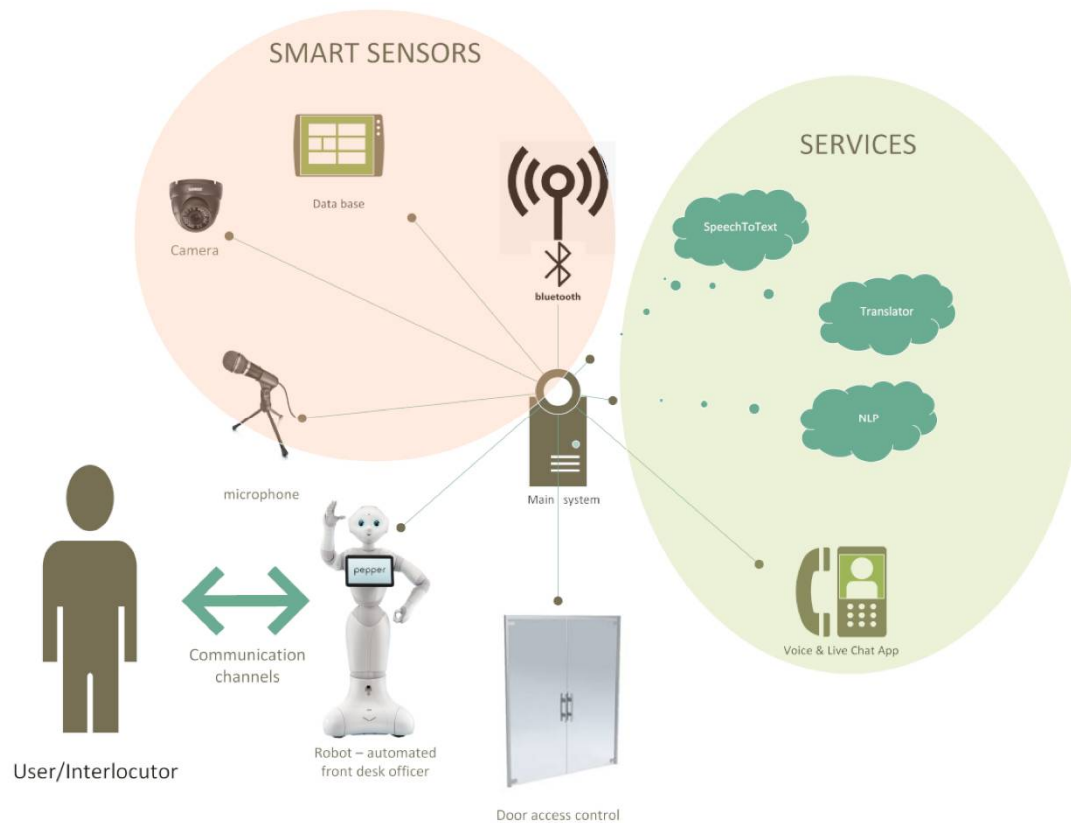 SMART SENSORS
SERVICES
Data base
Camera
bluetooth
SpeechToText
Translator
NLP
microphone
Main system
pepper
Communication
channels
Voice & Live Chat App
Robot – automated
front desk officer
User/Interlocutor
Door access control